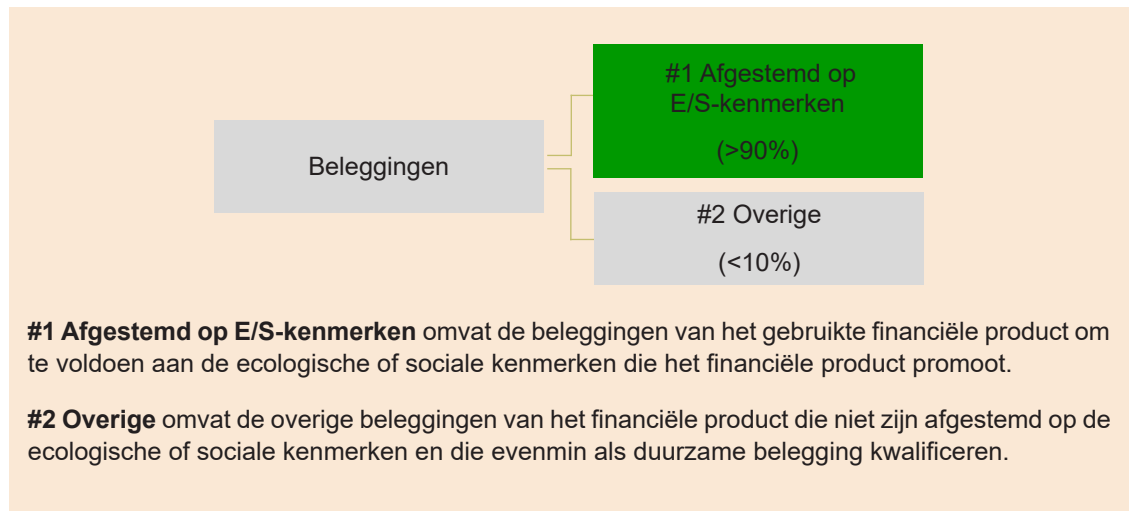 #1 Afgestemd op
E/S-kenmerken
(>90%)
Beleggingen
#2 Overige
(<10%)
#1 Afgestemd op E/S-kenmerken omvat de beleggingen van het gebruikte financiële product om
te voldoen aan de ecologische of sociale kenmerken die het financiële product promoot.
#2 Overige omvat de overige beleggingen van het financiële product die niet zijn afgestemd op de
ecologische of sociale kenmerken en die evenmin als duurzame belegging kwalificeren.